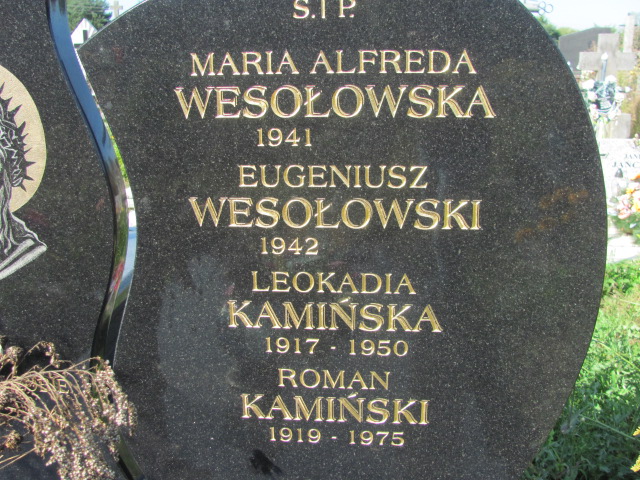 Ś.†P.
MARIA ALFREDA
WESOŁOWSKA
1941
EUGENIUSZ
WESOŁOWSKI
1942
LEOKADIA
KAMIŃSKA
1917 - 1950
ROMAN
KAMIŃSKI
1919 - 1975